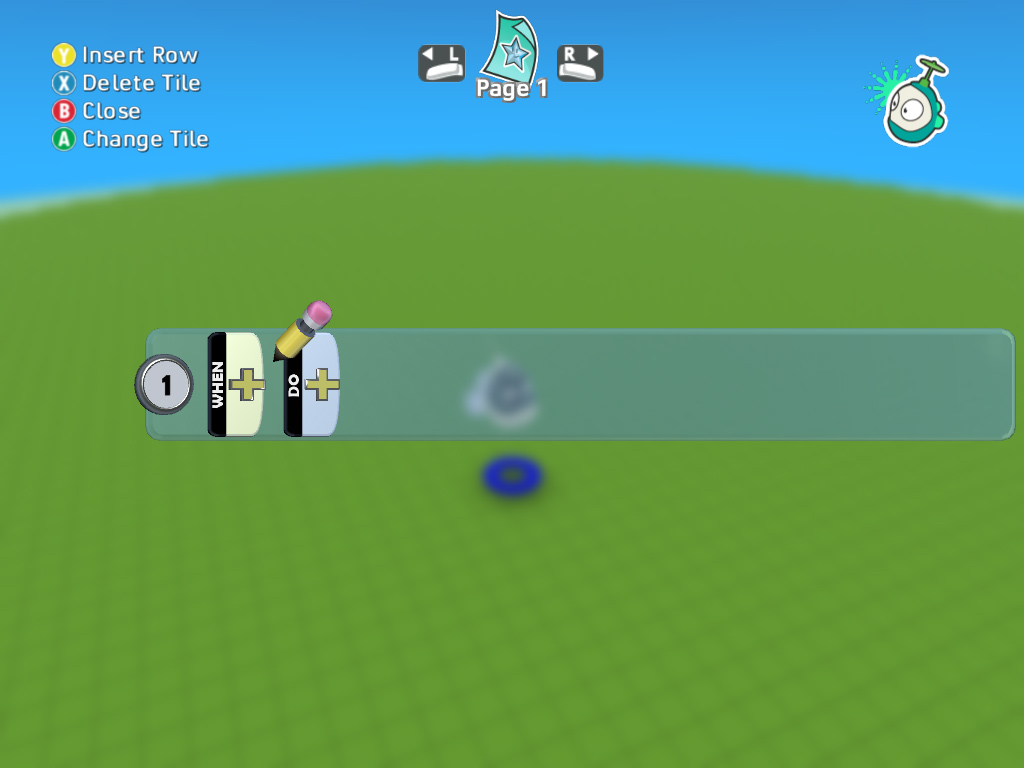 Y Insert Row
X Delete Tile
B Close
A Change Tile
L
R
Page 1
1
WHEN
DO